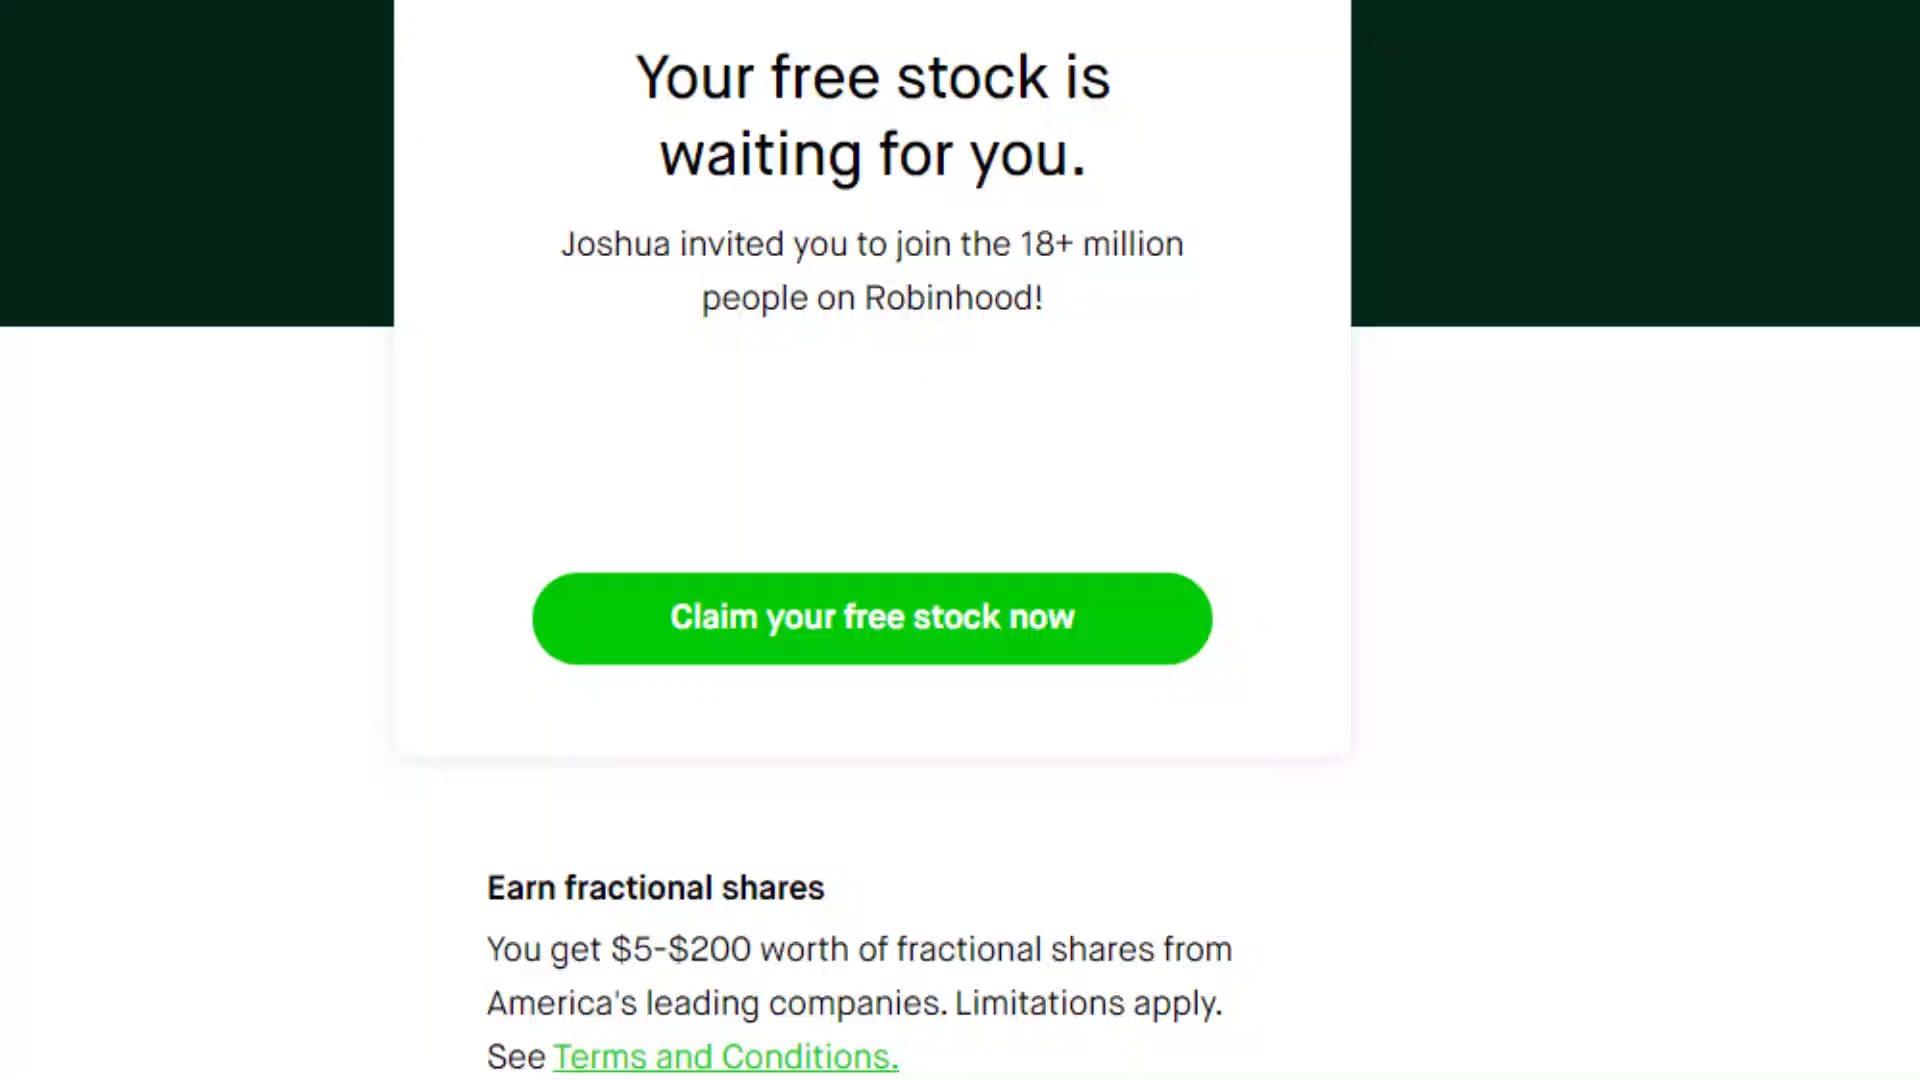 Your free stock is
waiting for you.
Joshua invited you to join the 18+ million
people on Robinhood!
Claim your free stock now
Earn fractional shares
You get $5-$200 worth of fractional shares from
America's leading companies. Limitations apply.
See Terms and Conditions.